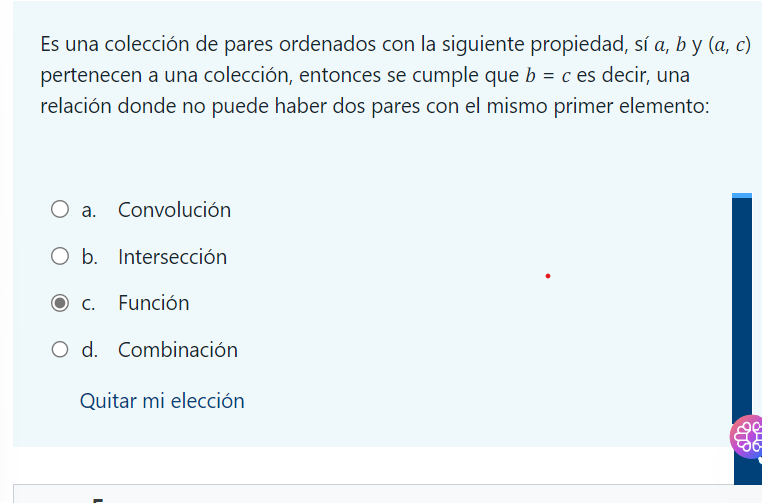 Es una colección de pares ordenados con la siguiente propiedad, sí a, b y (a, c)
pertenecen a una colección, entonces se cumple que b = c es decir, una
relación donde no puede haber dos pares con el mismo primer elemento:
a. Convolución
b. Intersección
c. Función
d. Combinación
Quitar mi elección